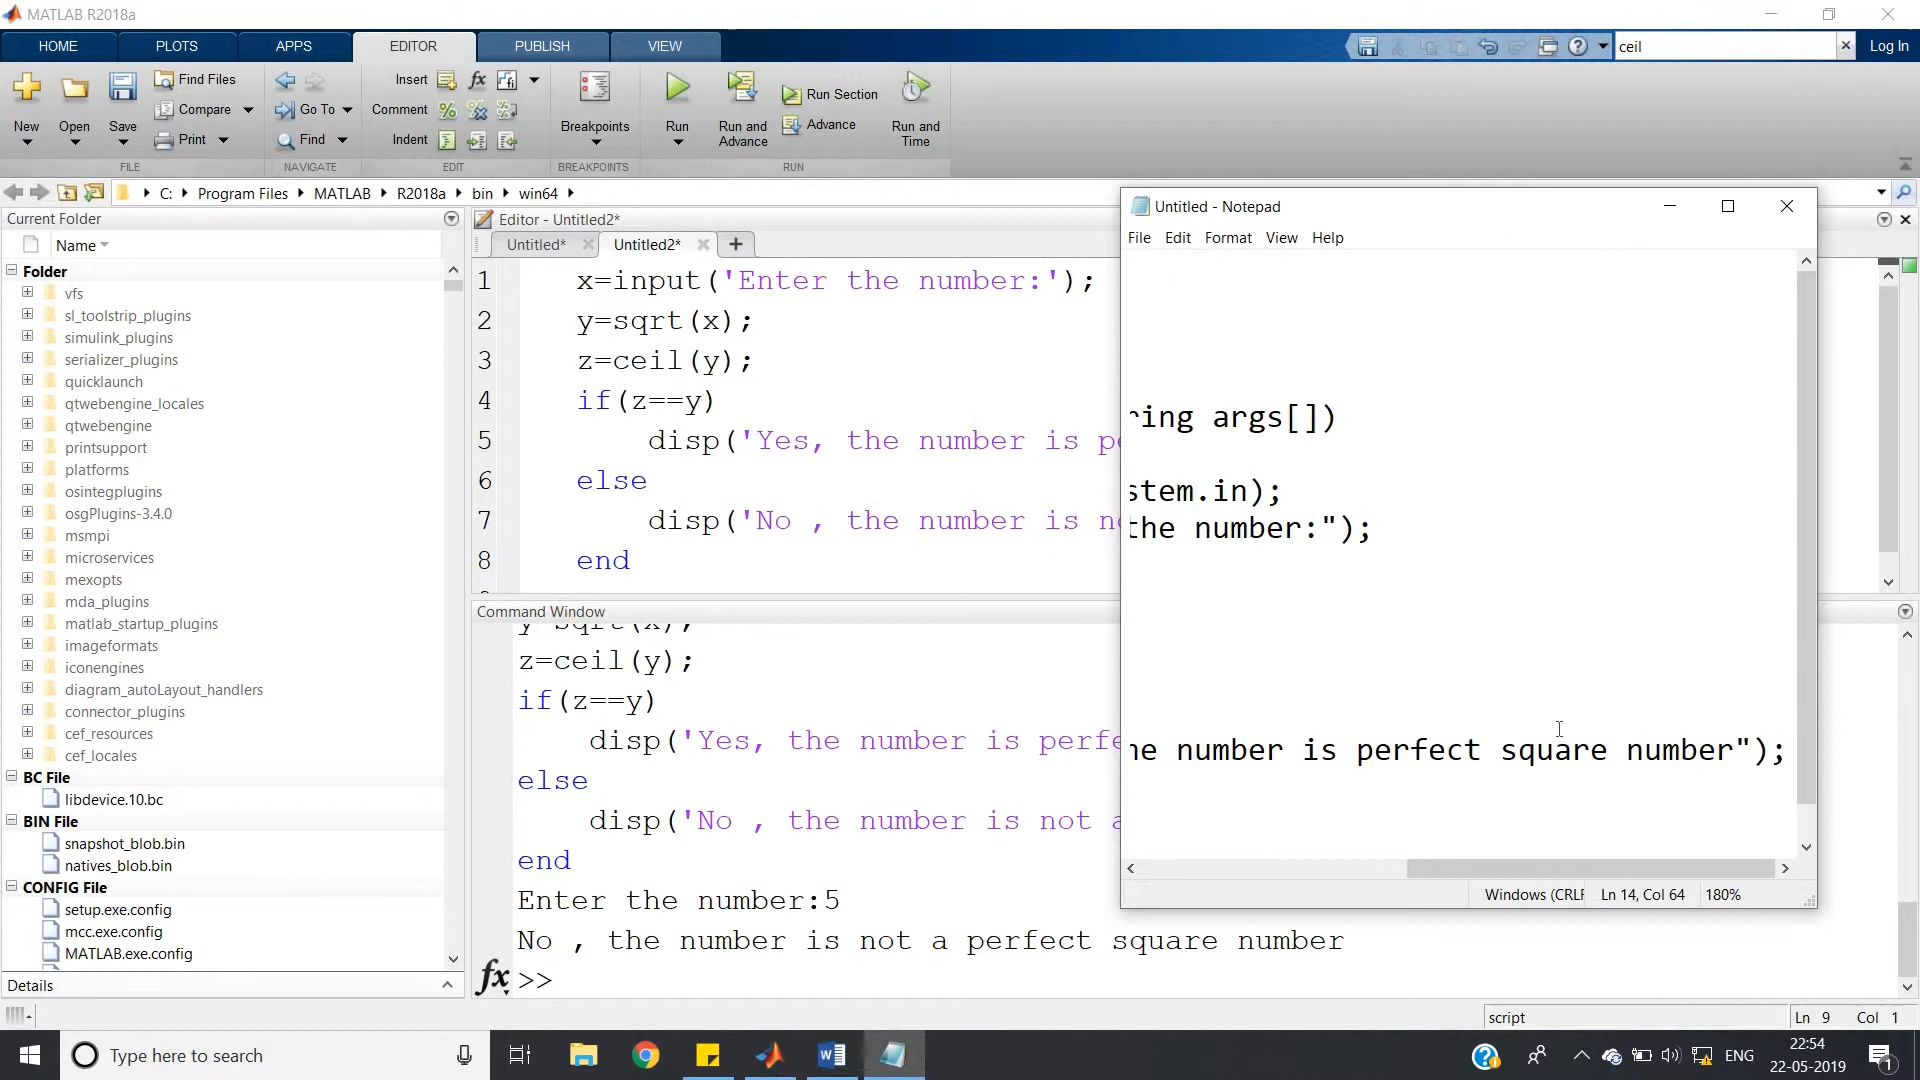 MATLAB R2018a
HOME PLOTS APPS EDITOR PUBLISH VIEW
ceil
Log In
New
Open
Save
Find Files
Compare
Print
FILE
Go To
Find
NAVIGATE
Insert
Comment
Indent
EDIT
Breakpoints
BREAKPOINTS
Run
Run and Advance
Run Section
Advance
Run and Time
RUN
C: Program Files MATLAB R2018a bin win64
Current Folder
Name
Folder
vfs
sl_toolstrip_plugins
simulink_plugins
serializer_plugins
quicklaunch
qtwebengine_locales
qtwebengine
printsupport
platforms
osintegplugins
osgPlugins-3.4.0
msmpi
microservices
mexopts
mda_plugins
matlab_startup_plugins
imageformats
iconengines
diagram_autoLayout_handlers
connector_plugins
cef_resources
cef_locales
BC File
libdevice.10.bc
BIN File
snapshot_blob.bin
natives_blob.bin
CONFIG File
setup.exe.config
mcc.exe.config
MATLAB.exe.config
Details
Editor - Untitled2*
Untitled* Untitled2*
1 x=input('Enter the number:');
2 y=sqrt(x);
3 z=ceil(y);
4 if(z==y)
5 disp('Yes, the number is pe
6 else
7 disp('No , the number is no
8 end
Command Window
y=sqrt(x);
z=ceil(y);
if(z==y)
disp('Yes, the number is perfe
else
disp('No , the number is not a
end
Enter the number:5
No , the number is not a perfect square number
fx >>
Untitled - Notepad
File Edit Format View Help
ring args[])
stem.in);
the number:");
he number is perfect square number");
Windows (CRLF
Ln 14, Col 64
180%
script
Ln 9 Col 1
Type here to search
ENG
22:54
22-05-2019
1